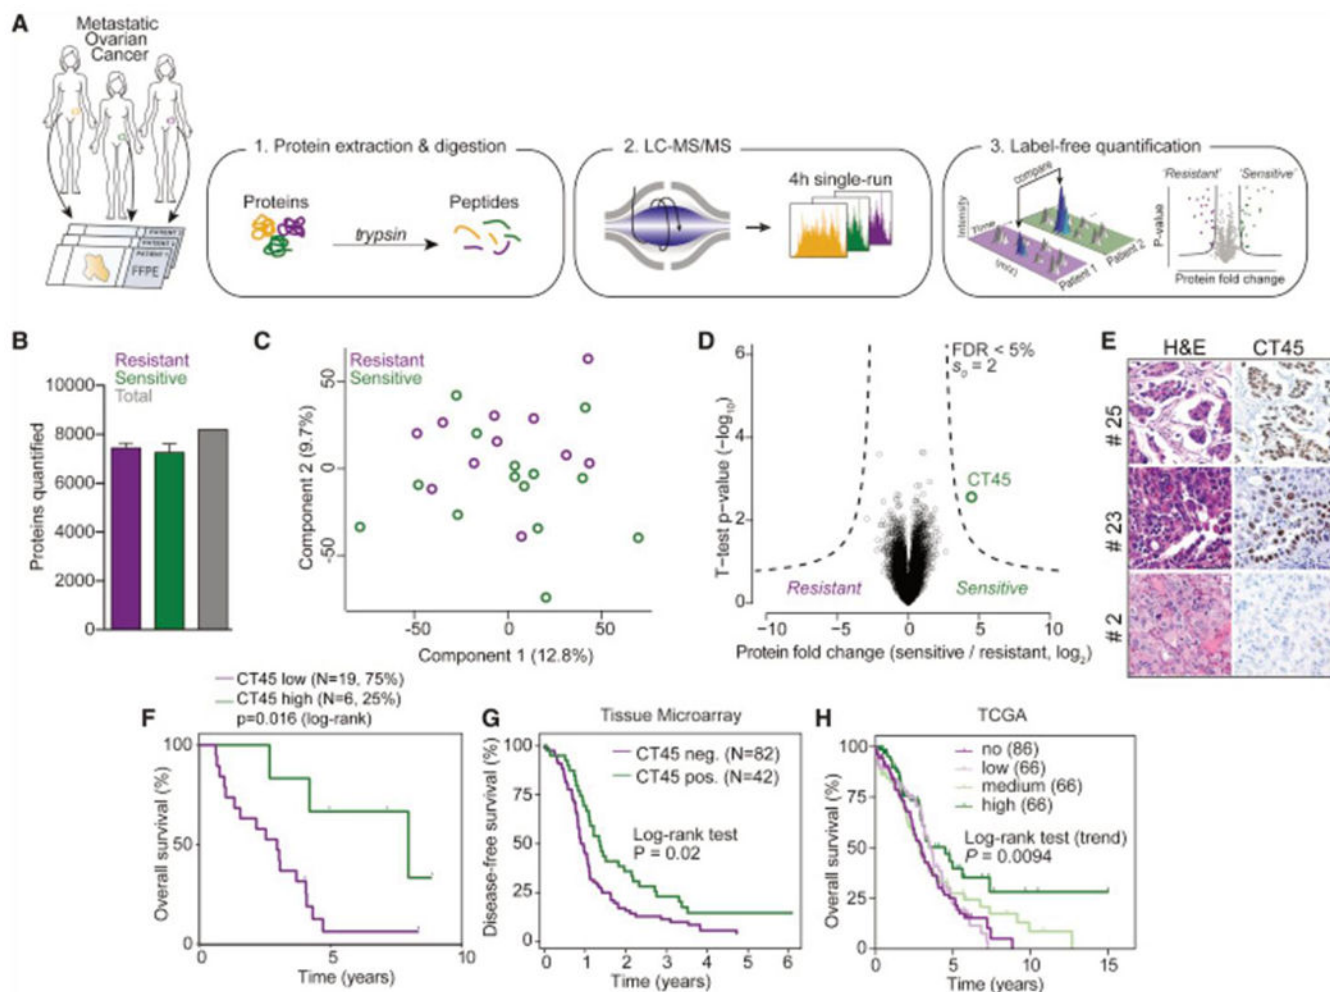 A
Metastatic
Ovarian
Cancer
PATIENT 1
FFPE
1. Protein extraction & digestion
Proteins
trypsin
Peptides
2. LC-MS/MS
4h single-run
3. Label-free quantification
compare
Intensity
Time
(m/z)
Patient 1
Patient 2
'Resistant'
'Sensitive'
P-value
Protein fold change
B
Resistant
Sensitive
Total
Proteins quantified
10000
8000
6000
4000
2000
0
C
Resistant
Sensitive
Component 2 (9.7%)
50
0
-50
-50
0
50
Component 1 (12.8%)
D
FDR < 5%
s0 = 2
T-test p-value (−log10)
6
4
2
0
CT45
Resistant
Sensitive
−10
−5
0
5
10
Protein fold change (sensitive / resistant, log2)
E
H&E
CT45
#25
#23
#2
CT45 low (N=19, 75%)
CT45 high (N=6, 25%)
p=0.016 (log-rank)
F
Overall survival (%)
100
50
0
0
5
10
Time (years)
G
Tissue Microarray
CT45 neg. (N=82)
CT45 pos. (N=42)
Log-rank test
P = 0.02
Disease-free survival (%)
100
75
50
25
0
0
1
2
3
4
5
6
Time (years)
H
TCGA
no (86)
low (66)
medium (66)
high (66)
Log-rank test (trend)
P = 0.0094
Overall survival (%)
100
75
50
25
0
0
5
10
15
Time (years)